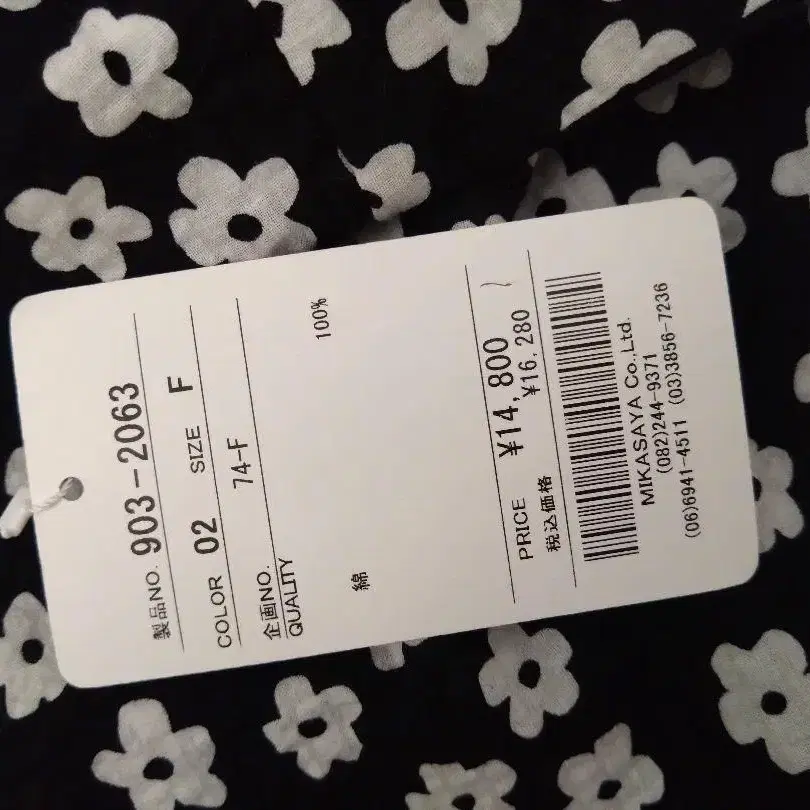 製品NO. 903-2063
COLOR 02 SIZE F
企画NO. 74-F
QUALITY
綿 100%
PRICE ¥14,800
税込価格 ¥16,280
MIKASAYA Co.,Ltd.
(082)244-9371
(06)6941-4511 (03)3856-7236